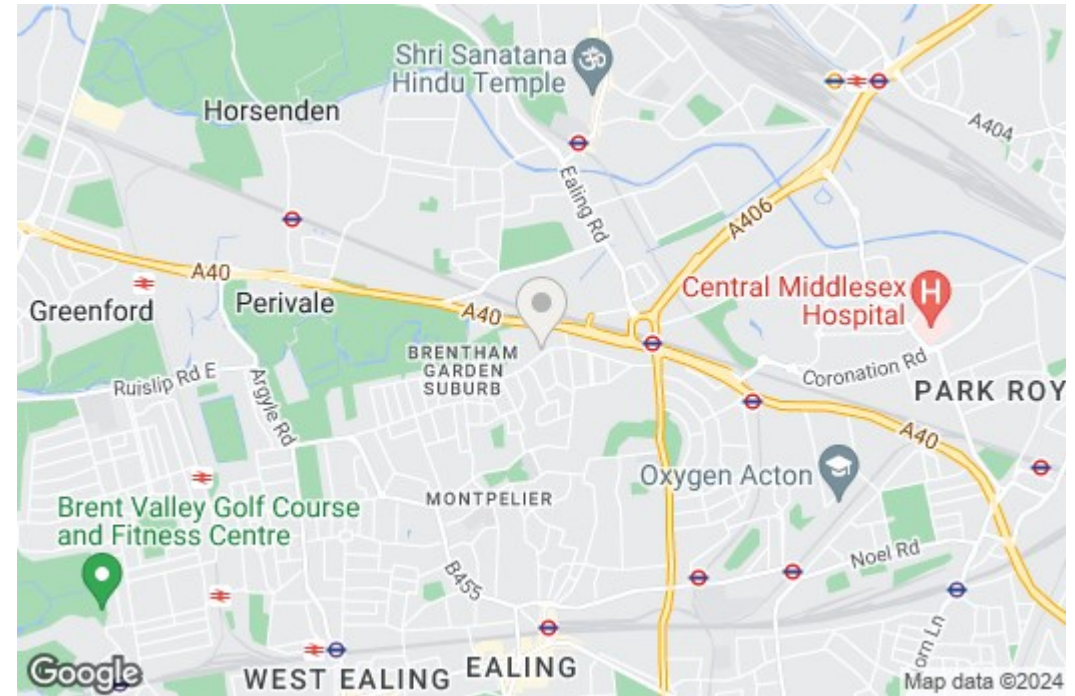 Shri Sanatana
Hindu Temple
Horsenden
A404
Ealing Rd
A406
A40
Central Middlesex
Hospital
H
Greenford
Perivale
A40
BRENTHAM
GARDEN
SUBURB
Ruislip Rd E
Argyle Rd
Coronation Rd
PARK ROY
A40
Oxygen Acton
MONTPELIER
Brent Valley Golf Course
and Fitness Centre
Noel Rd
B455
orn Ln
WEST EALING
EALING
Google
Map data ©2024